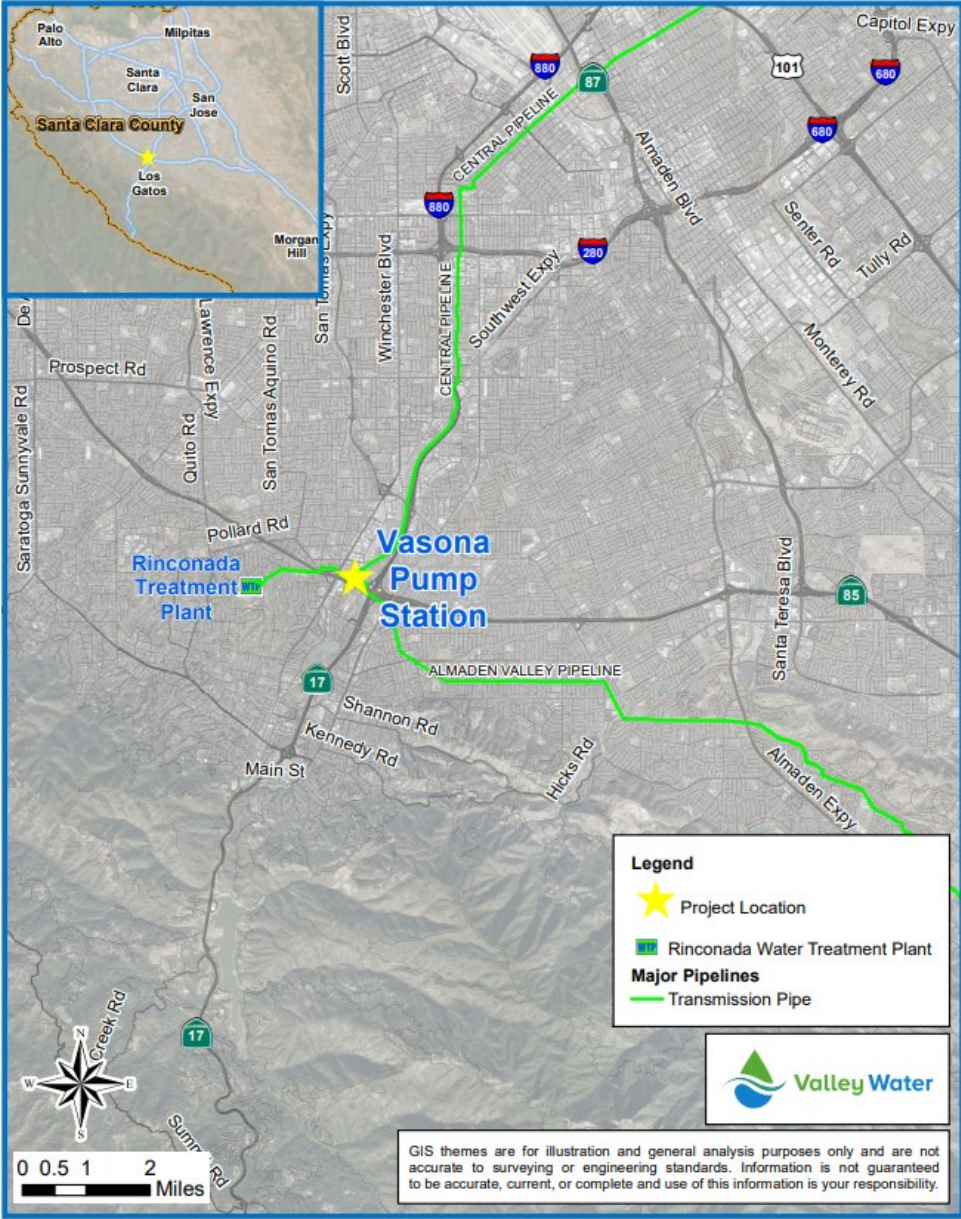 Palo
Alto
Milpitas
Santa
Clara
San
Jose
Santa Clara County
Los
Gatos
Morgan
Hill
Scott Blvd
880
87
101
Capitol Expy
680
680
CENTRAL PIPELINE
Almaden Blvd
880
280
Senter Rd
Tully Rd
San Tomas Expy
Winchester Blvd
CENTRAL PIPELINE
Southwest Expy
Monterey Rd
De A
Lawrence Expy
Prospect Rd
San Tomas Aquino Rd
Quito Rd
Saratoga Sunnyvale Rd
Pollard Rd
Rinconada
Treatment
Plant
WTP
Vasona
Pump
Station
Santa Teresa Blvd
85
17
ALMADEN VALLEY PIPELINE
Shannon Rd
Kennedy Rd
Main St
Hicks Rd
Almaden Expy
Legend
Project Location
WTP Rinconada Water Treatment Plant
Major Pipelines
Transmission Pipe
17
Creek Rd
N
W E
S
Summit Rd
Valley Water
0 0.5 1 2
Miles
GIS themes are for illustration and general analysis purposes only and are not
accurate to surveying or engineering standards. Information is not guaranteed
to be accurate, current, or complete and use of this information is your responsibility.